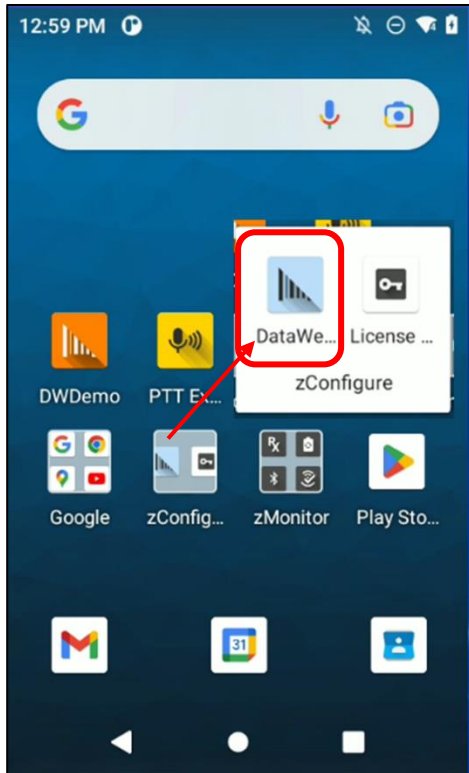 12:59 PM
DataWe... License ...
zConfigure
DWDemo PTT Ex...
Google zConfig... zMonitor Play Sto...
31